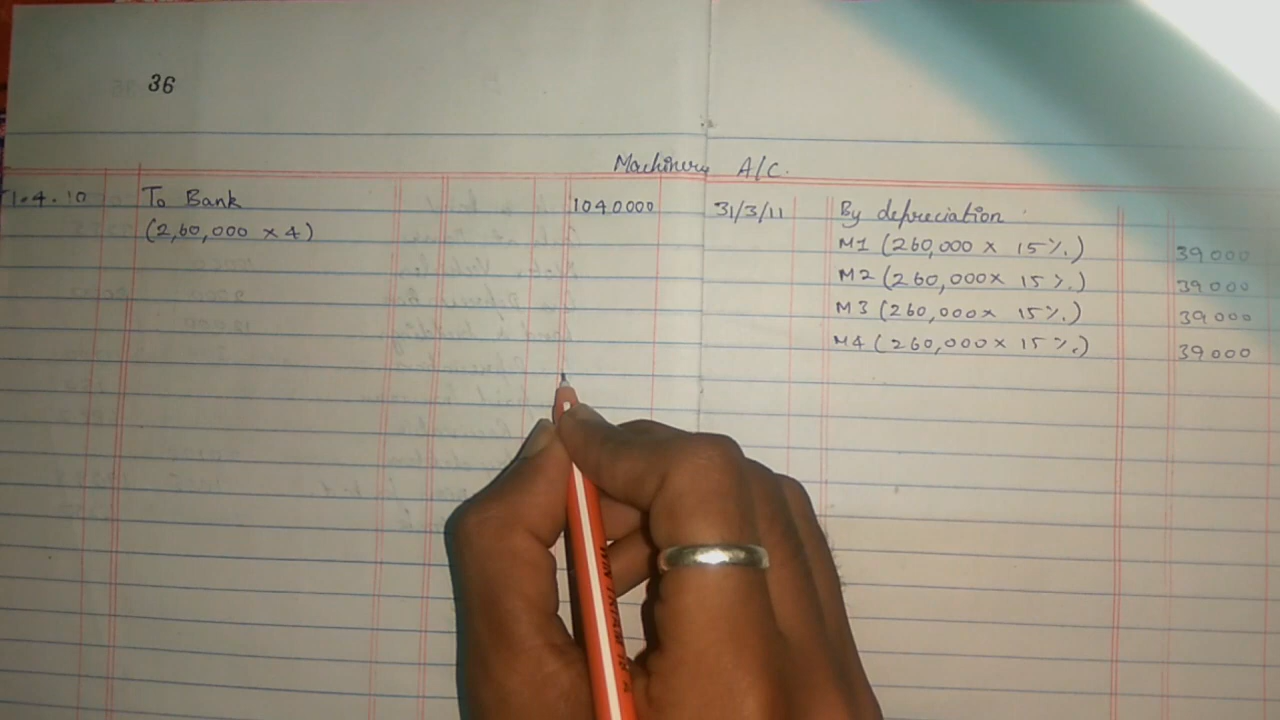 36
Machinery A/C.
1.4.10 To Bank 1040000
(2,60,000 × 4)
31/3/11 By depreciation
M1 (260,000 × 15%) 39000
M2 (260,000× 15%) 39000
M3 (260,000× 15%) 39000
M4 (260,000× 15%) 39000